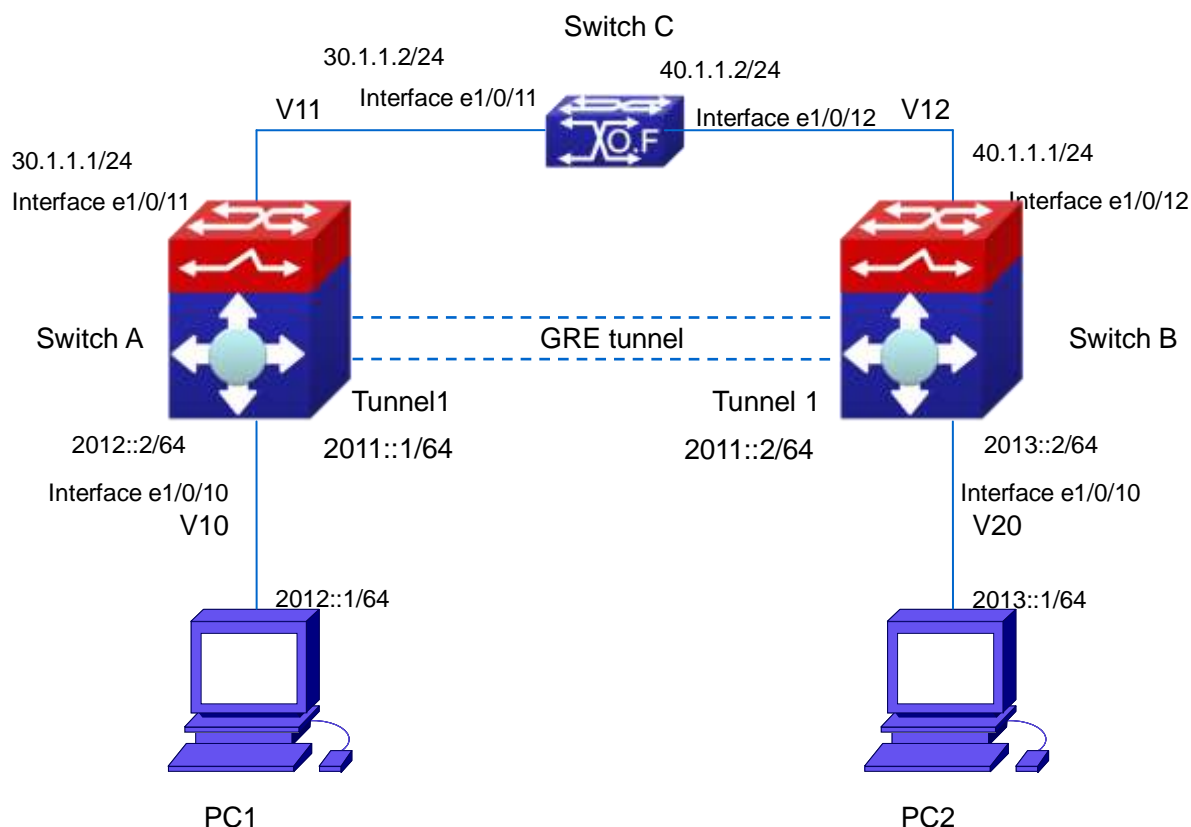 Switch C
30.1.1.2/24
40.1.1.2/24
Interface e1/0/11
Interface e1/0/12
V11
V12
O.F
30.1.1.1/24
Interface e1/0/11
40.1.1.1/24
Interface e1/0/12
Switch A
GRE tunnel
Switch B
Tunnel1
Tunnel 1
2012::2/64
2011::1/64
2011::2/64
2013::2/64
Interface e1/0/10
Interface e1/0/10
V10
V20
2012::1/64
2013::1/64
PC1
PC2